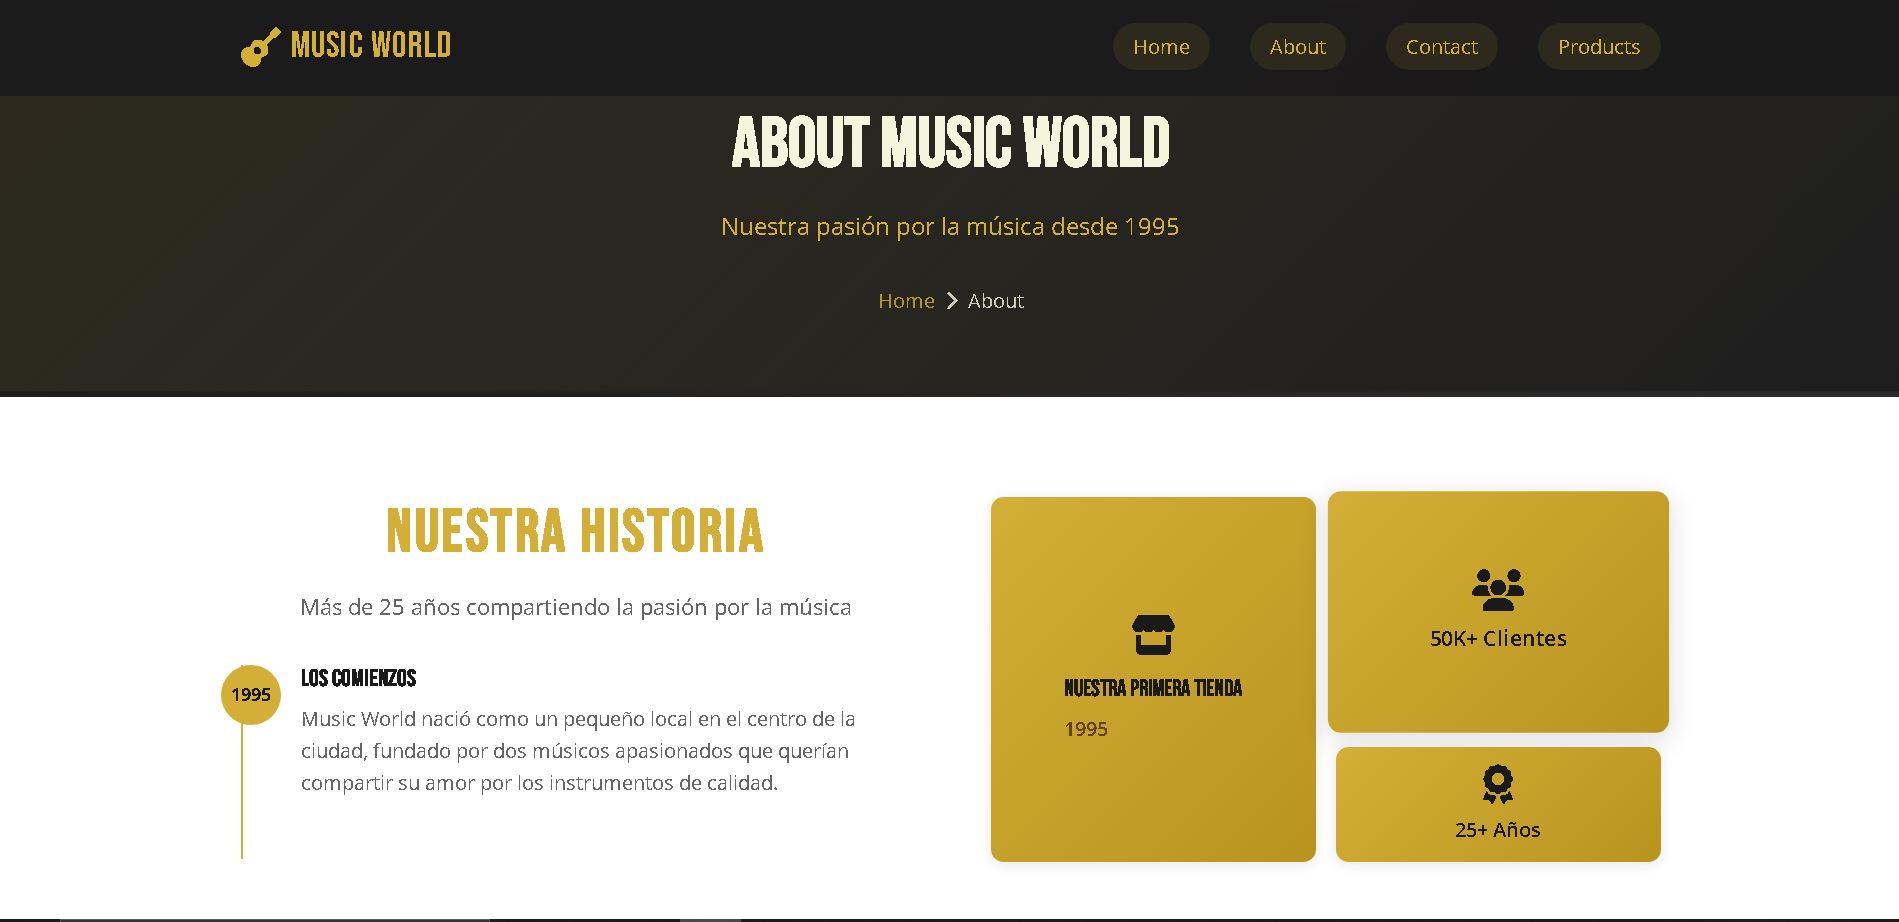 MUSIC WORLD
Home
About
Contact
Products
ABOUT MUSIC WORLD
Nuestra pasión por la música desde 1995
Home
About
NUESTRA HISTORIA
Más de 25 años compartiendo la pasión por la música
1995
LOS COMIENZOS
Music World nació como un pequeño local en el centro de la
ciudad, fundado por dos músicos apasionados que querían
compartir su amor por los instrumentos de calidad.
NUESTRA PRIMERA TIENDA
1995
50K+ Clientes
25+ Años